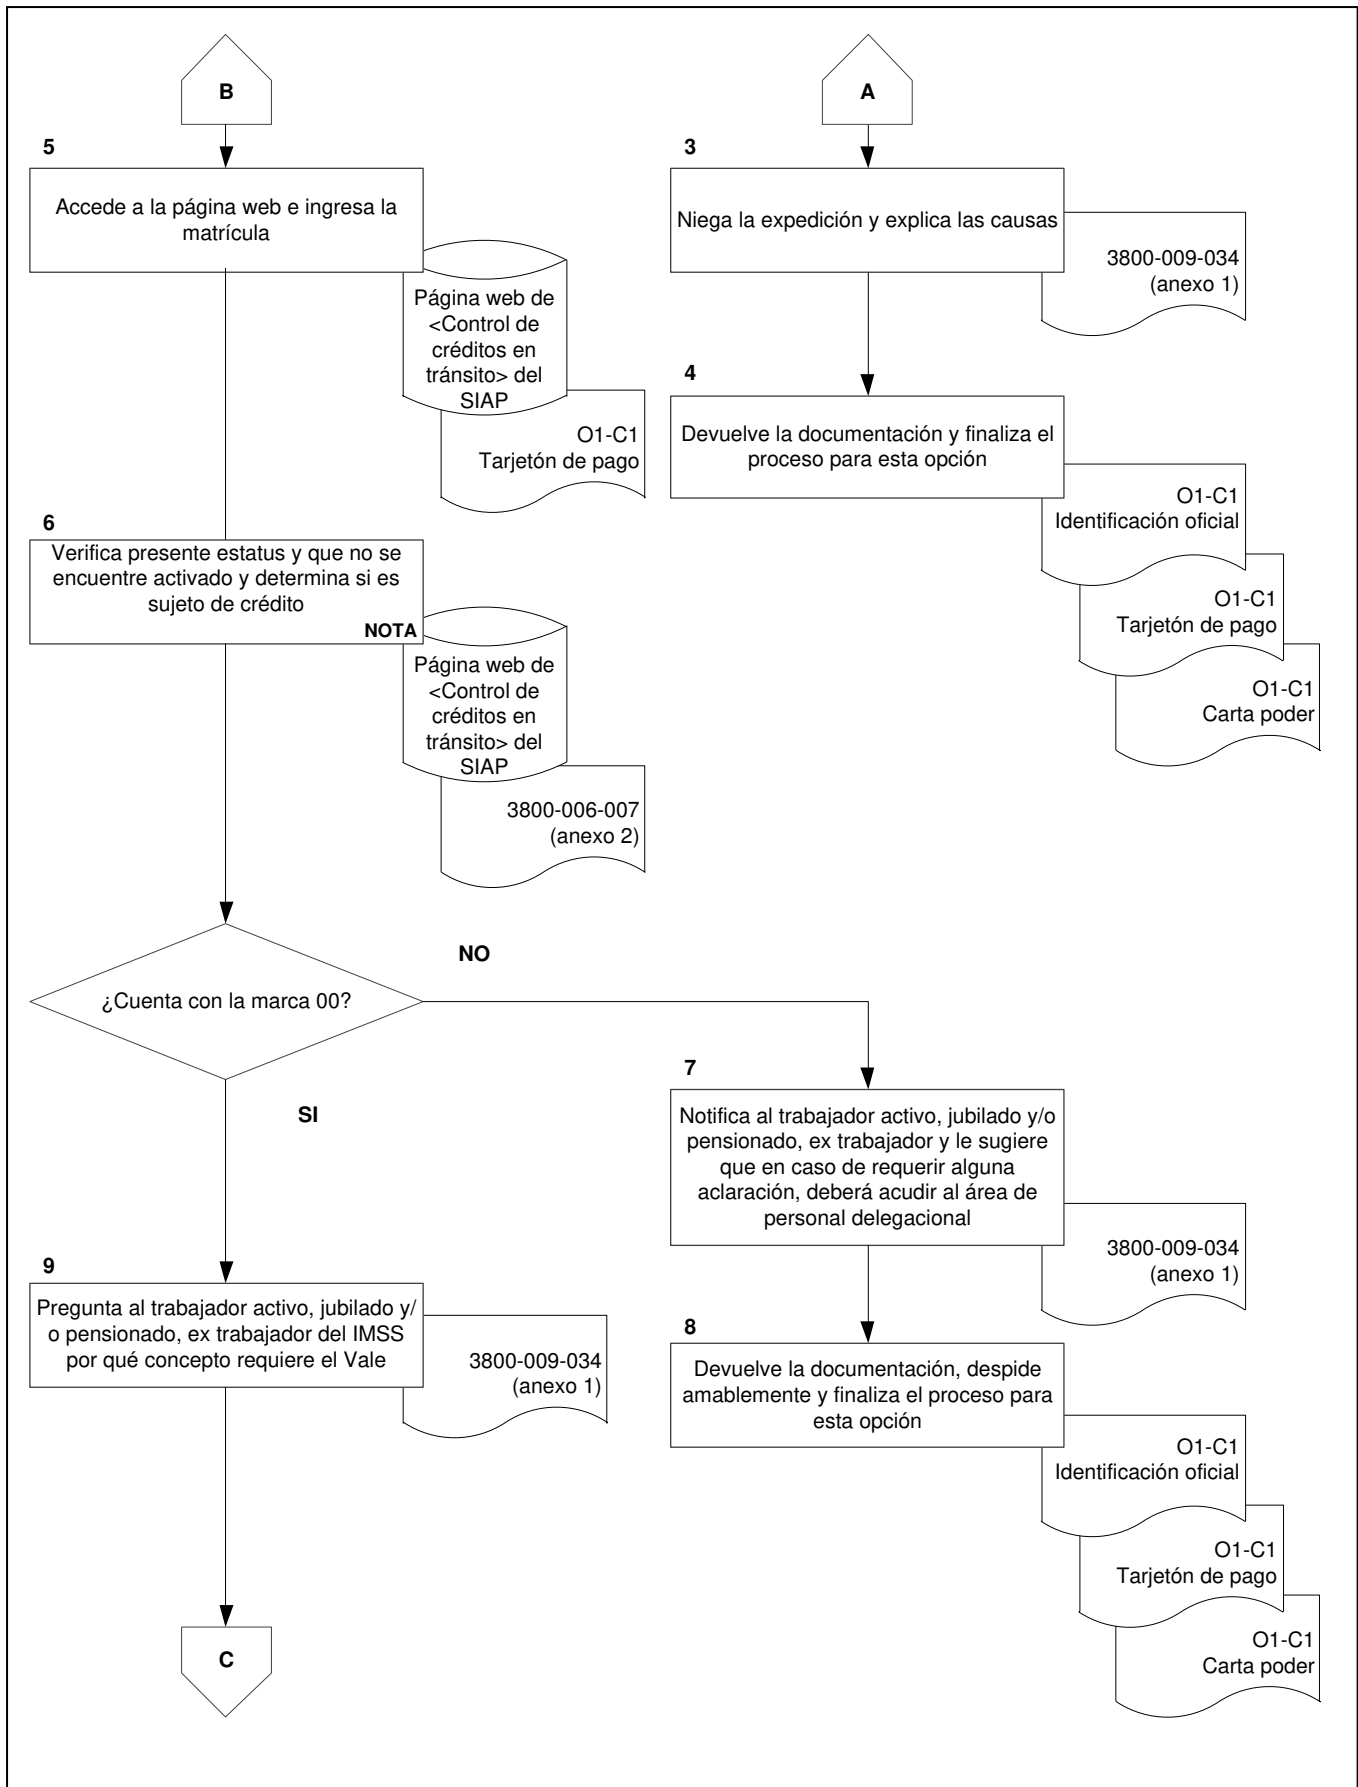 B
5
Accede a la página web e ingresa la
matrícula
Página web de
<Control de
créditos en
tránsito> del
SIAP
O1-C1
Tarjetón de pago
6
Verifica presente estatus y que no se
encuentre activado y determina si es
sujeto de crédito
NOTA
Página web de
<Control de
créditos en
tránsito> del
SIAP
3800-006-007
(anexo 2)
¿Cuenta con la marca 00?
NO
SI
9
Pregunta al trabajador activo, jubilado y/
o pensionado, ex trabajador del IMSS
por qué concepto requiere el Vale
3800-009-034
(anexo 1)
C
A
3
Niega la expedición y explica las causas
3800-009-034
(anexo 1)
4
Devuelve la documentación y finaliza el
proceso para esta opción
O1-C1
Identificación oficial
O1-C1
Tarjetón de pago
O1-C1
Carta poder
7
Notifica al trabajador activo, jubilado y/o
pensionado, ex trabajador y le sugiere
que en caso de requerir alguna
aclaración, deberá acudir al área de
personal delegacional
3800-009-034
(anexo 1)
8
Devuelve la documentación, despide
amablemente y finaliza el proceso para
esta opción
O1-C1
Identificación oficial
O1-C1
Tarjetón de pago
O1-C1
Carta poder